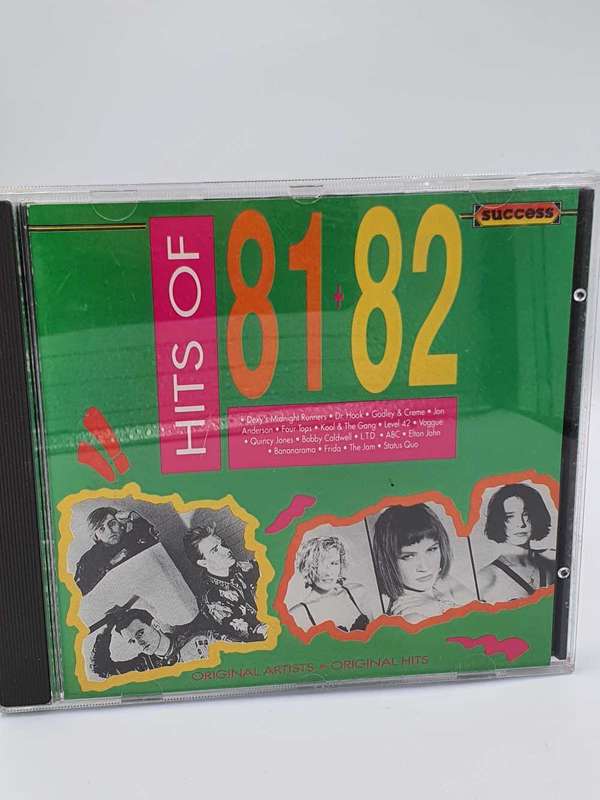 success
HITS OF
81-82
• Dexy's Midnight Runners • Dr Hook • Godley & Creme • Jon
Anderson • Four Tops • Kool & The Gang • Level 42 • Voggue
• Quincy Jones • Bobby Caldwell • L.T.D. • ABC • Elton John
• Bananarama • Frida • The Jam • Status Quo
!!
ORIGINAL ARTISTS - ORIGINAL HITS